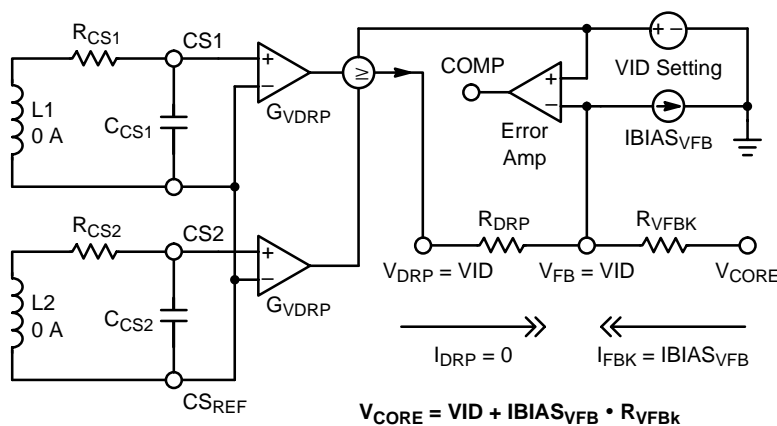 R_CS1
CS1
+
−
G_VDRP
L1
0 A
C_CS1
≥
COMP
+
−
Error
Amp
+ −
VID Setting
IBIAS_VFB
R_CS2
CS2
+
−
G_VDRP
L2
0 A
C_CS2
CS_REF
R_DRP
R_VFBK
V_DRP = VID
V_FB = VID
V_CORE
I_DRP = 0
I_FBK = IBIAS_VFB
V_CORE = VID + IBIAS_VFB • R_VFBk